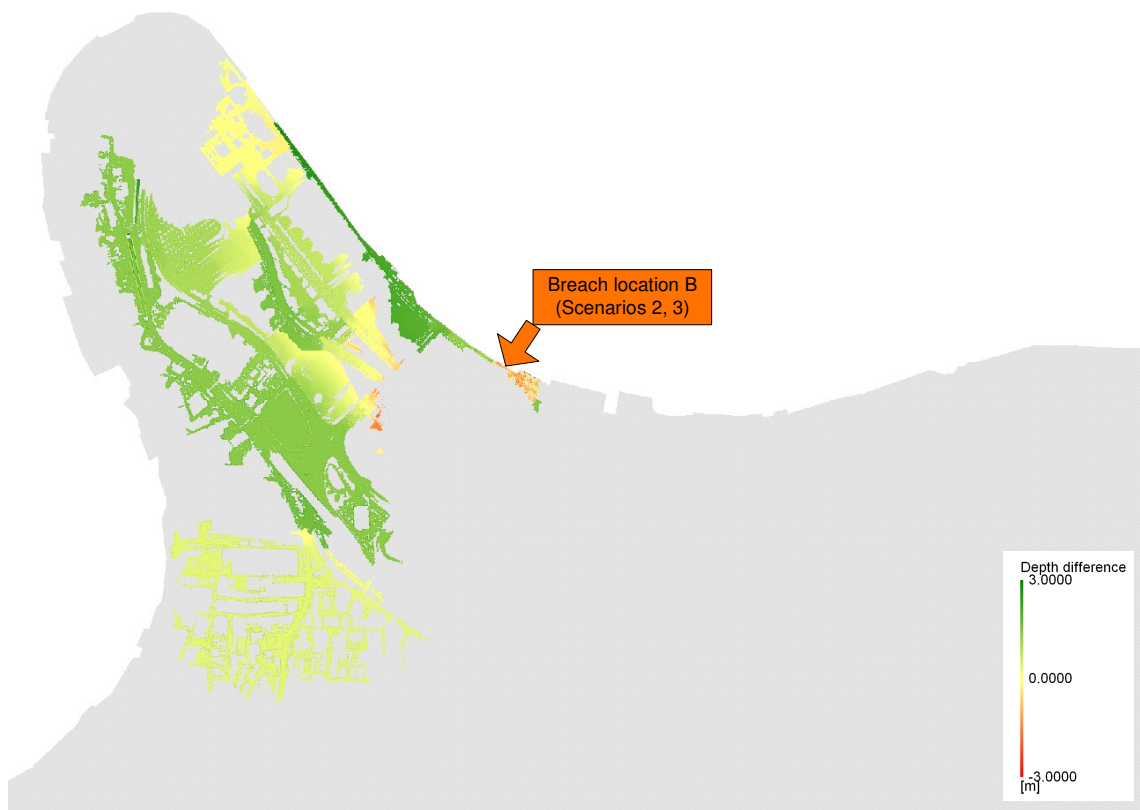 Breach location B
(Scenarios 2, 3)
Depth difference
3.0000
0.0000
-3.0000
[m]